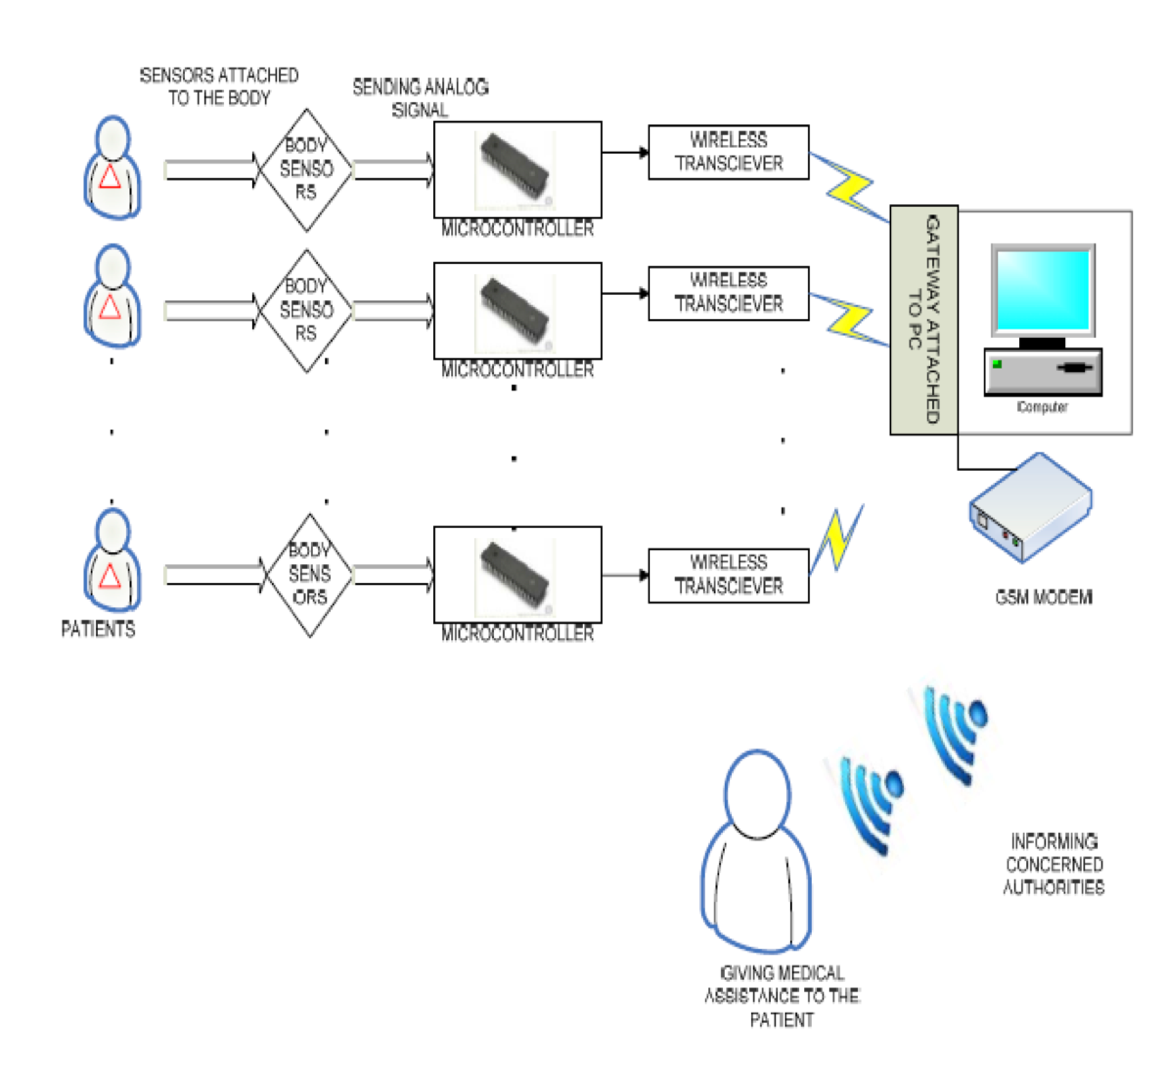 SENSORS ATTACHED
TO THE BODY
SENDING ANALOG
SIGNAL
BODY
SENSO
RS
MICROCONTROLLER
WIRELESS
TRANSCIEVER
BODY
SENSO
RS
MICROCONTROLLER
WIRELESS
TRANSCIEVER
GATEWAY ATTACHED
TO PC
Computer
PATIENTS
BODY
SENS
ORS
MICROCONTROLLER
WIRELESS
TRANSCIEVER
GSM MODEM
INFORMING
CONCERNED
AUTHORITIES
GIVING MEDICAL
ASSISTANCE TO THE
PATIENT